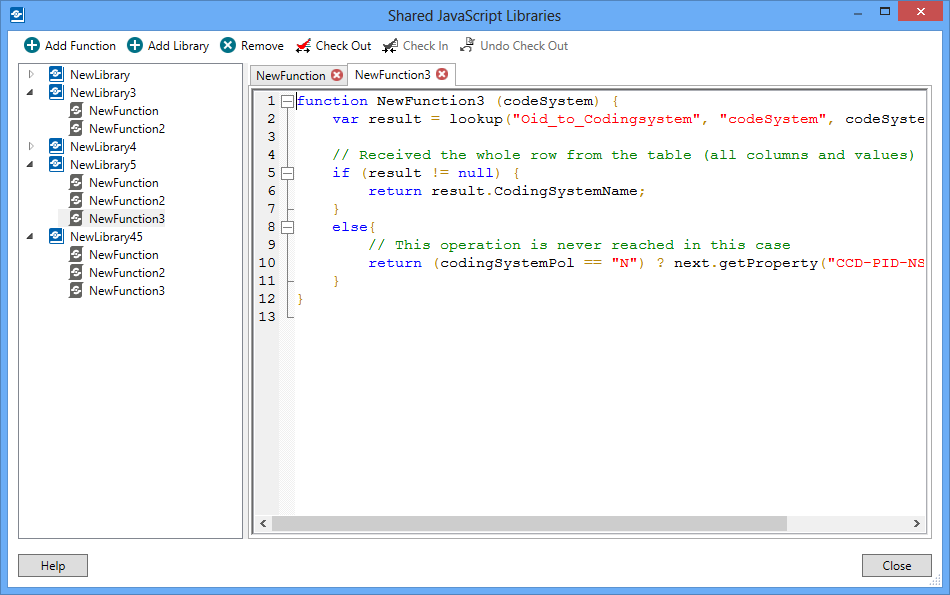 Shared JavaScript Libraries
Add Function Add Library Remove Check Out Check In Undo Check Out
NewLibrary
NewLibrary3
NewFunction
NewFunction2
NewLibrary4
NewLibrary5
NewFunction
NewFunction2
NewFunction3
NewLibrary45
NewFunction
NewFunction2
NewFunction3
NewFunction NewFunction3
1 function NewFunction3 (codeSystem) {
2 var result = lookup("Oid_to_Codingsystem", "codeSystem", codeSyste
3
4 // Received the whole row from the table (all columns and values)
5 if (result != null) {
6 return result.CodingSystemName;
7 }
8 else{
9 // This operation is never reached in this case
10 return (codingSystemPol == "N") ? next.getProperty("CCD-PID-NS
11 }
12 }
13
Help Close